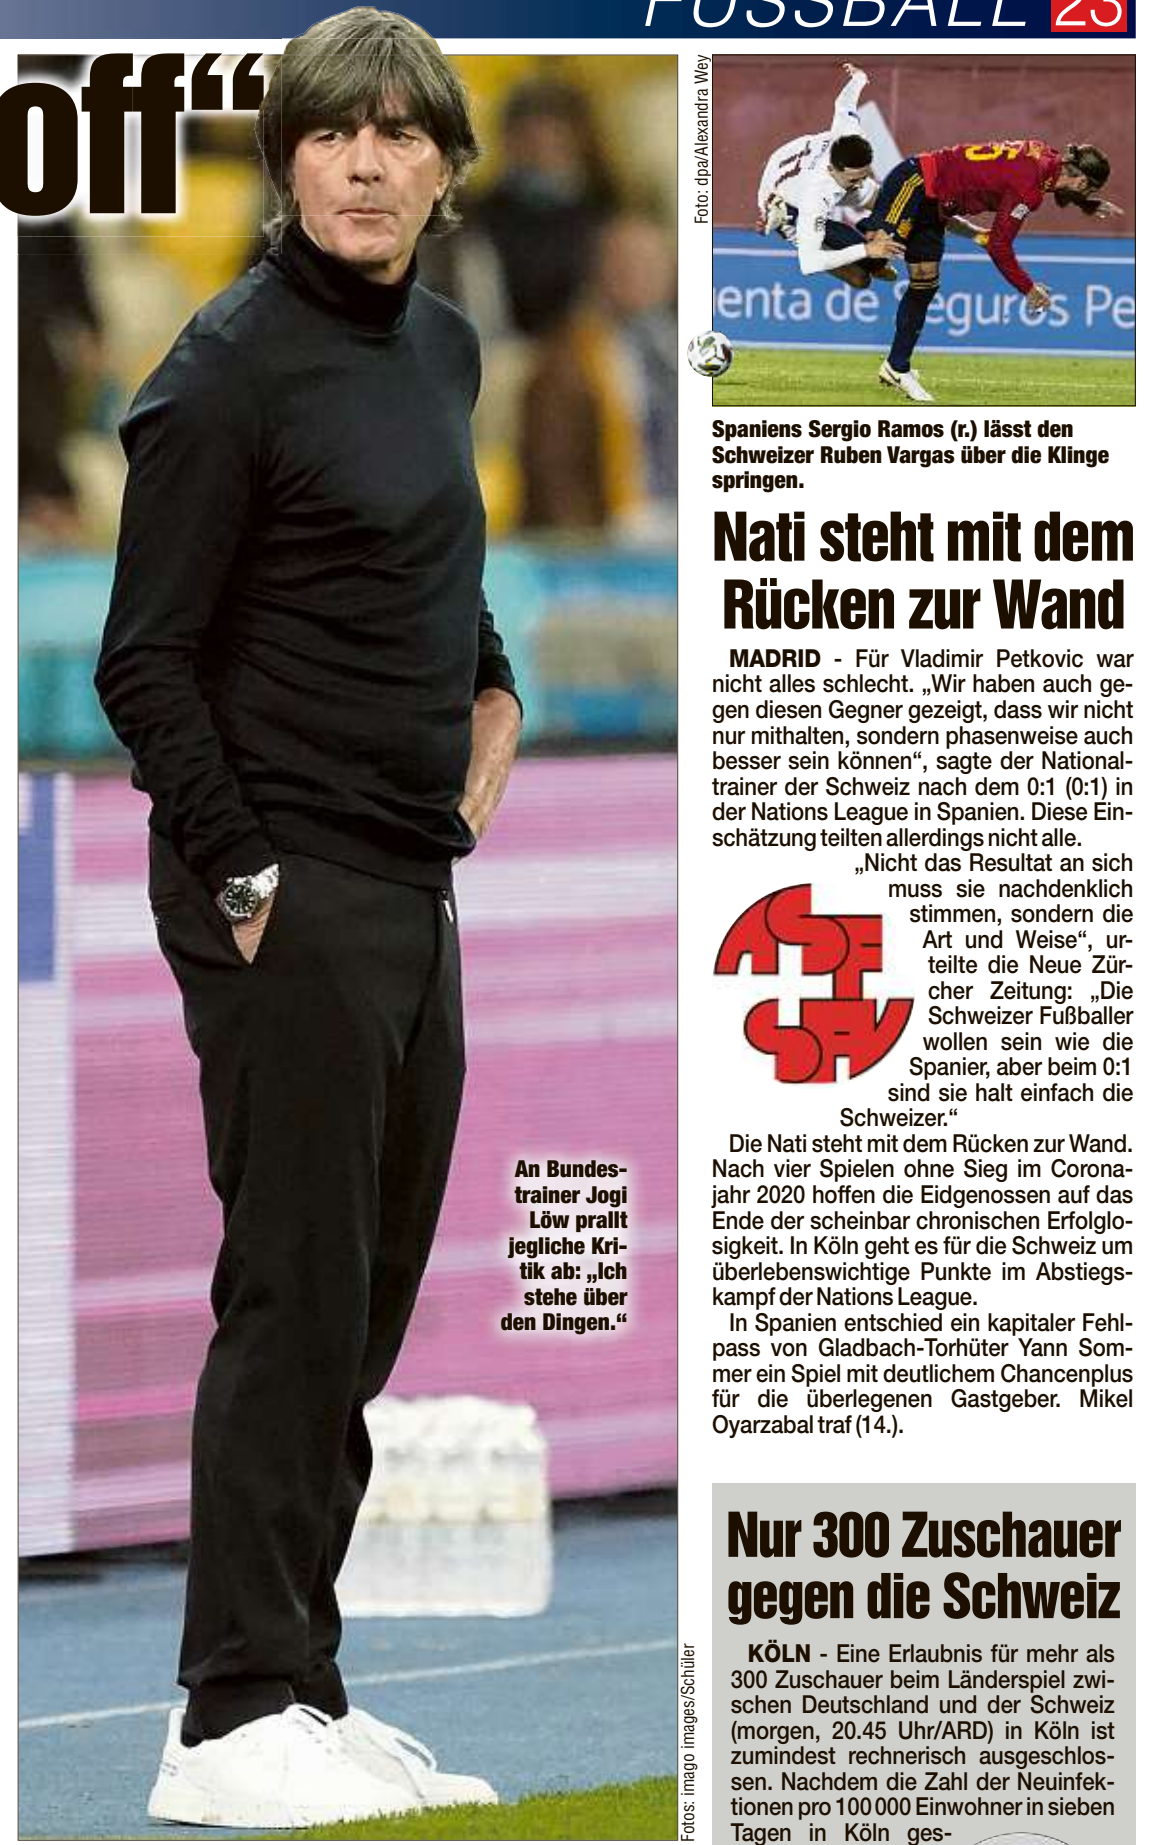 FUSSBALL 23
off“
Foto: dpa/Alexandra Wey
enta de Seguros Pe
Spaniens Sergio Ramos (r.) lässt den
Schweizer Ruben Vargas über die Klinge
springen.
Nati steht mit dem
Rücken zur Wand
MADRID - Für Vladimir Petkovic war
nicht alles schlecht. „Wir haben auch ge-
gen diesen Gegner gezeigt, dass wir nicht
nur mithalten, sondern phasenweise auch
besser sein können“, sagte der National-
trainer der Schweiz nach dem 0:1 (0:1) in
der Nations League in Spanien. Diese Ein-
schätzung teilten allerdings nicht alle.
„Nicht das Resultat an sich
muss sie nachdenklich
stimmen, sondern die
Art und Weise“, ur-
teilte die Neue Zür-
cher Zeitung: „Die
Schweizer Fußballer
wollen sein wie die
Spanier, aber beim 0:1
sind sie halt einfach die
Schweizer.“
ASF
SFV
Die Nati steht mit dem Rücken zur Wand.
Nach vier Spielen ohne Sieg im Corona-
jahr 2020 hoffen die Eidgenossen auf das
Ende der scheinbar chronischen Erfolglo-
sigkeit. In Köln geht es für die Schweiz um
überlebenswichtige Punkte im Abstiegs-
kampf der Nations League.
In Spanien entschied ein kapitaler Fehl-
pass von Gladbach-Torhüter Yann Som-
mer ein Spiel mit deutlichem Chancenplus
für die überlegenen Gastgeber. Mikel
Oyarzabal traf (14.).
An Bundes-
trainer Jogi
Löw prallt
jegliche Kri-
tik ab: „Ich
stehe über
den Dingen.“
Fotos: imago images/Schüler
Nur 300 Zuschauer
gegen die Schweiz
KÖLN - Eine Erlaubnis für mehr als
300 Zuschauer beim Länderspiel zwi-
schen Deutschland und der Schweiz
(morgen, 20.45 Uhr/ARD) in Köln ist
zumindest rechnerisch ausgeschlos-
sen. Nachdem die Zahl der Neuinfek-
tionen pro 100 000 Einwohner in sieben
Tagen in Köln ges-